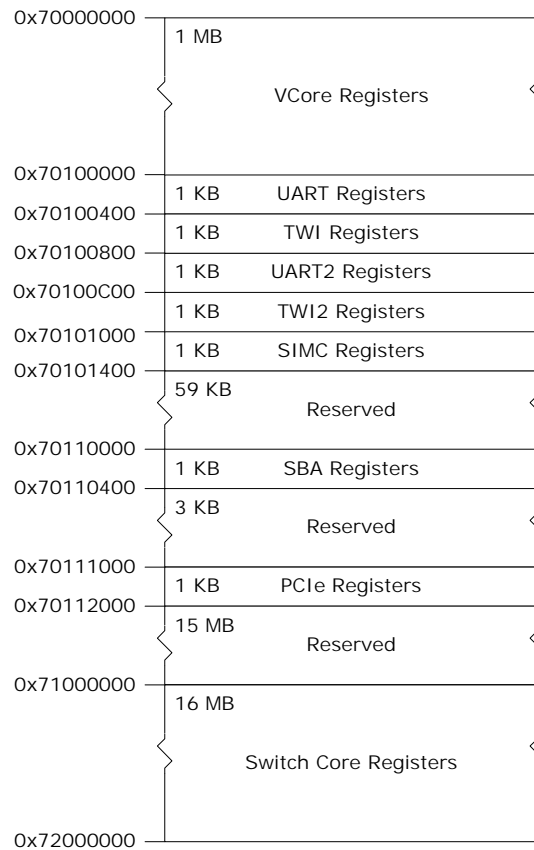 0x70000000
1 MB
VCore Registers
0x70100000
1 KB UART Registers
0x70100400
1 KB TWI Registers
0x70100800
1 KB UART2 Registers
0x70100C00
1 KB TWI2 Registers
0x70101000
1 KB SIMC Registers
0x70101400
59 KB
Reserved
0x70110000
1 KB SBA Registers
0x70110400
3 KB
Reserved
0x70111000
1 KB PCIe Registers
0x70112000
15 MB
Reserved
0x71000000
16 MB
Switch Core Registers
0x72000000